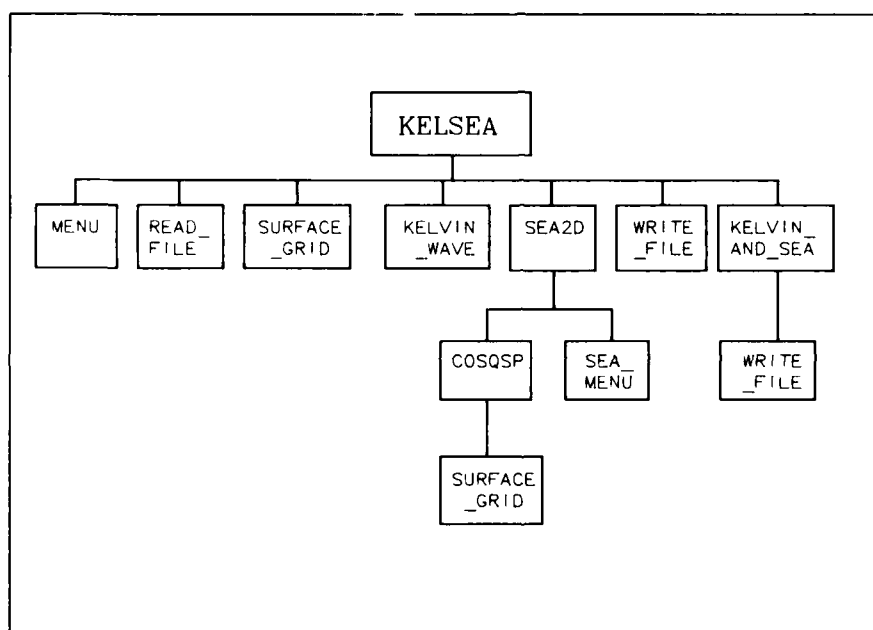 KELSEA
MENU
READ_
FILE
SURFACE
_GRID
KELVIN
_WAVE
SEA2D
WRITE
_FILE
KELVIN_
AND_SEA
COSQSP
SEA_
MENU
WRITE
_FILE
SURFACE
_GRID